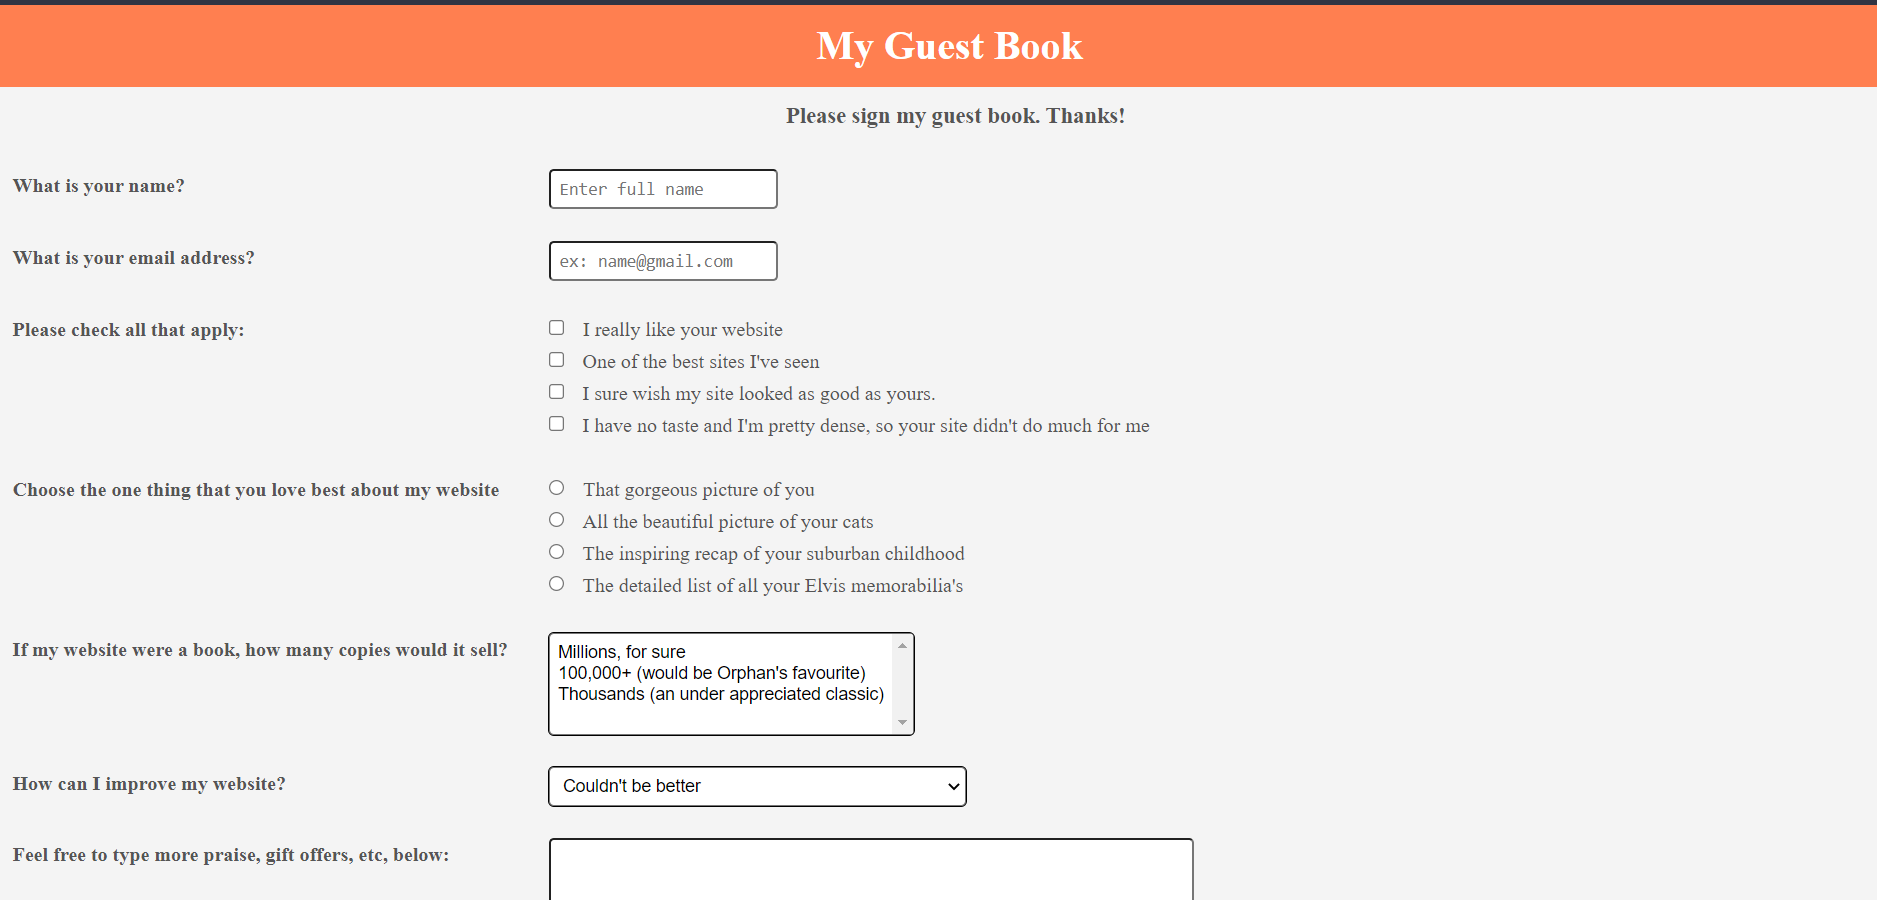 My Guest Book
Please sign my guest book. Thanks!
What is your name?
Enter full name
What is your email address?
ex: name@gmail.com
Please check all that apply:
I really like your website
One of the best sites I've seen
I sure wish my site looked as good as yours.
I have no taste and I'm pretty dense, so your site didn't do much for me
Choose the one thing that you love best about my website
That gorgeous picture of you
All the beautiful picture of your cats
The inspiring recap of your suburban childhood
The detailed list of all your Elvis memorabilia's
If my website were a book, how many copies would it sell?
Millions, for sure
100,000+ (would be Orphan's favourite)
Thousands (an under appreciated classic)
How can I improve my website?
Couldn't be better
Feel free to type more praise, gift offers, etc, below: